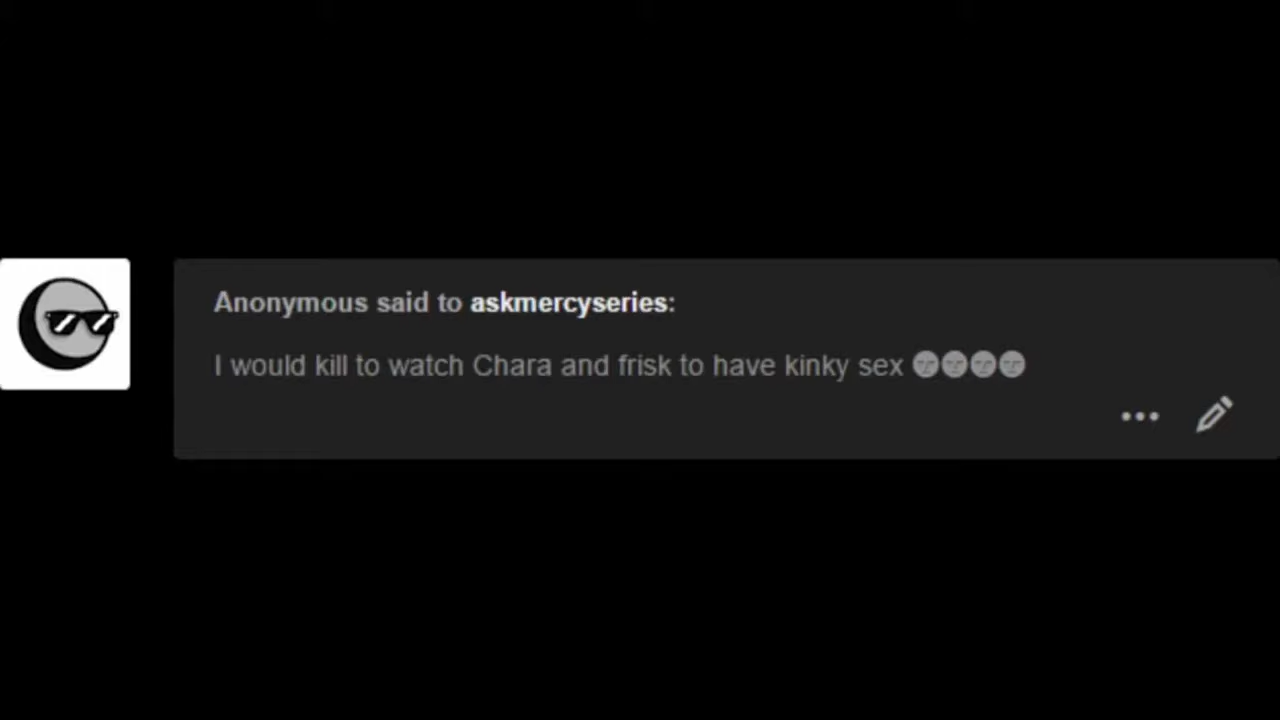 Anonymous said to askmercyseries:
I would kill to watch Chara and frisk to have kinky sex